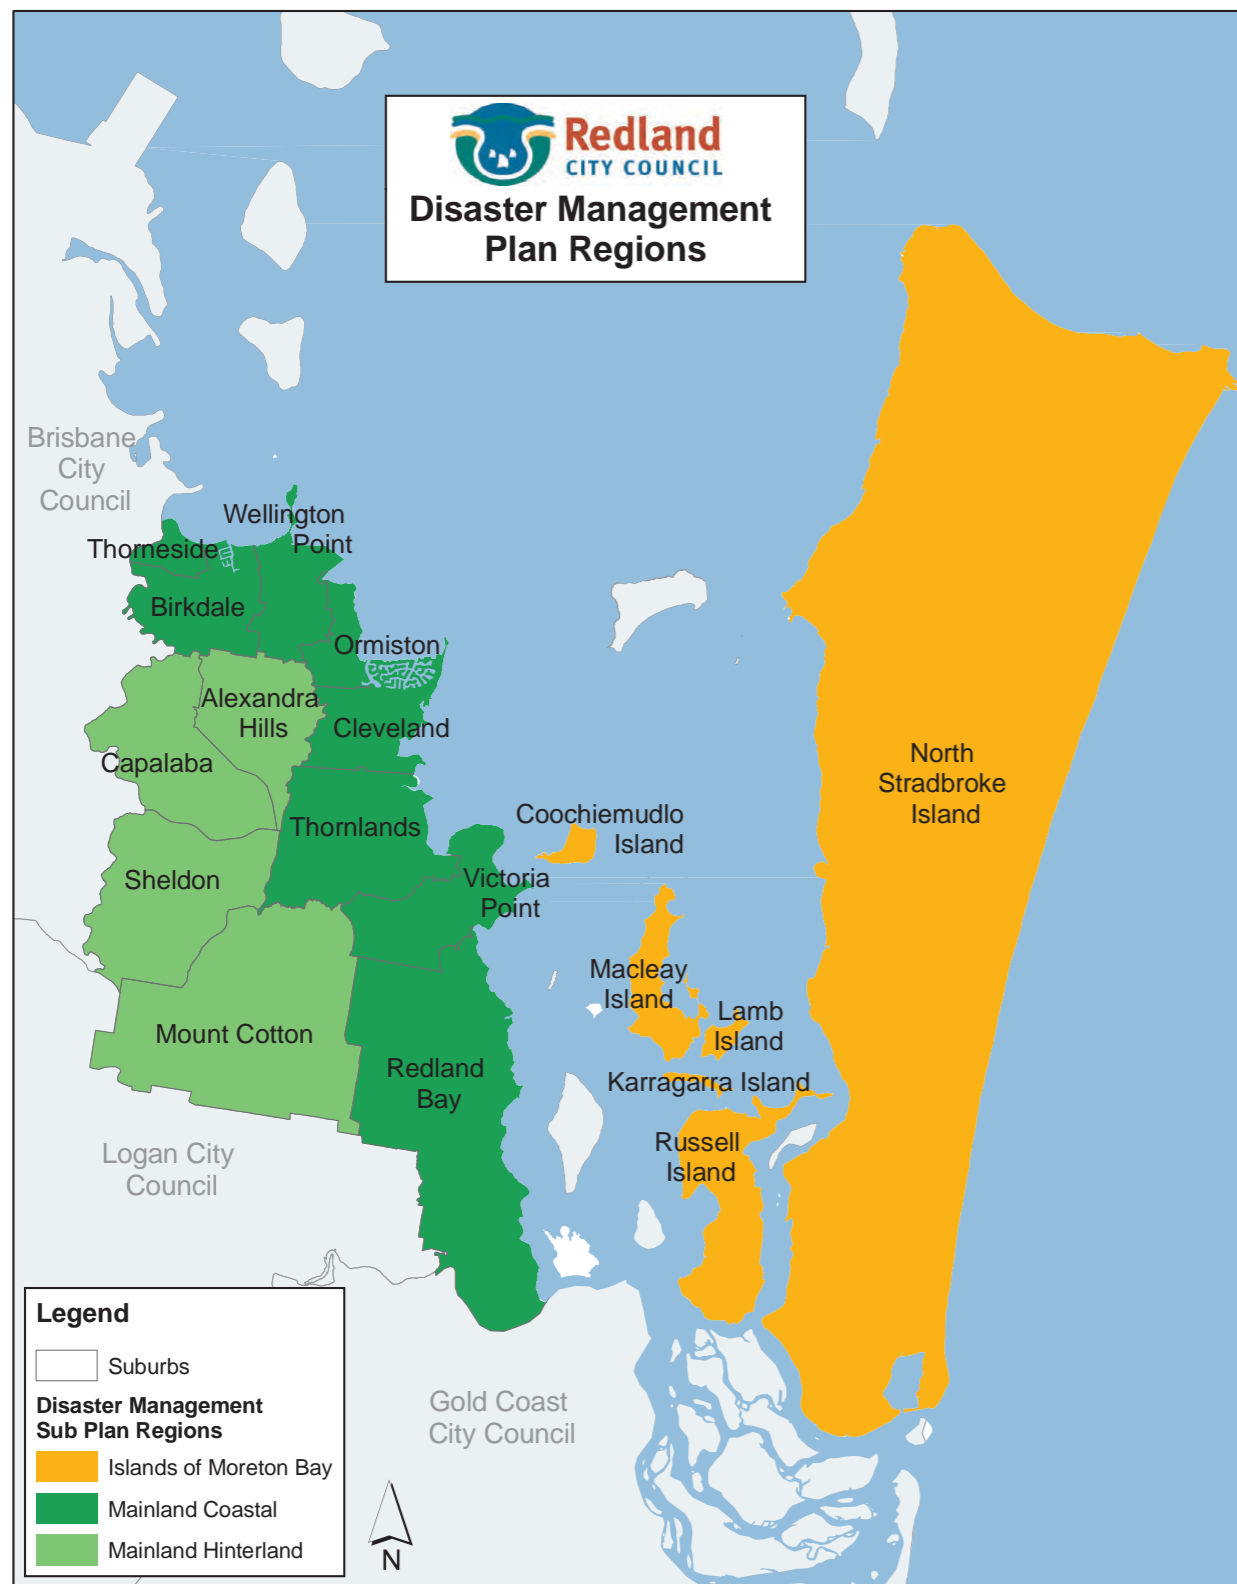 Redland
CITY COUNCIL
Disaster Management
Plan Regions
Brisbane
City
Council
Wellington
Point
Thorneside
Birkdale
Ormiston
Alexandra
Hills
Cleveland
Capalaba
North
Stradbroke
Island
Coochiemudlo
Island
Thornlands
Sheldon
Victoria
Point
Macleay
Island
Lamb
Island
Mount Cotton
Redland
Bay
Karragarra Island
Russell
Island
Logan City
Council
Gold Coast
City Council
Legend
Suburbs
Disaster Management
Sub Plan Regions
Islands of Moreton Bay
Mainland Coastal
Mainland Hinterland
N